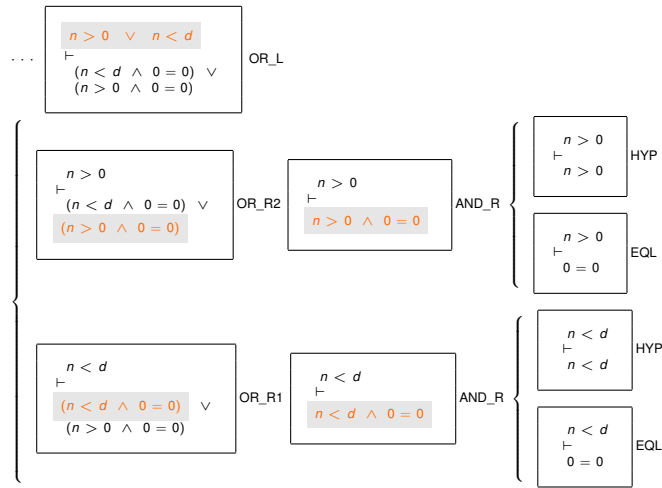 n > 0 ∨ n < d
...
⊢
(n < d ∧ 0 = 0) ∨
(n > 0 ∧ 0 = 0)
OR_L
n > 0
⊢
(n < d ∧ 0 = 0) ∨
(n > 0 ∧ 0 = 0)
OR_R2
n > 0
⊢
n > 0 ∧ 0 = 0
AND_R
n > 0
⊢
n > 0
HYP
n > 0
⊢
0 = 0
EQL
n < d
⊢
(n < d ∧ 0 = 0) ∨
(n > 0 ∧ 0 = 0)
OR_R1
n < d
⊢
n < d ∧ 0 = 0
AND_R
n < d
⊢
n < d
HYP
n < d
⊢
0 = 0
EQL